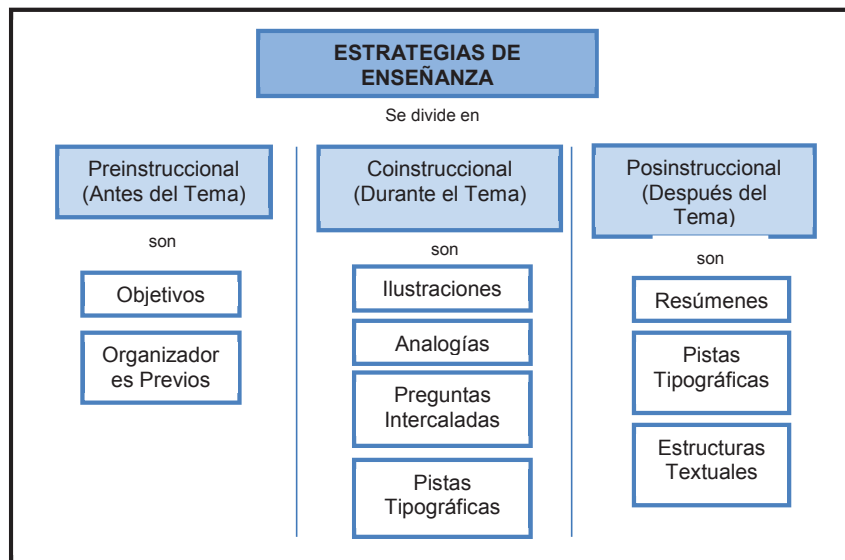 ESTRATEGIAS DE
ENSEÑANZA
Se divide en
Preinstruccional
(Antes del Tema)
son
Objetivos
Organizador
es Previos
Coinstruccional
(Durante el Tema)
son
Ilustraciones
Analogías
Preguntas
Intercaladas
Pistas
Tipográficas
Posinstruccional
(Después del
Tema)
son
Resúmenes
Pistas
Tipográficas
Estructuras
Textuales